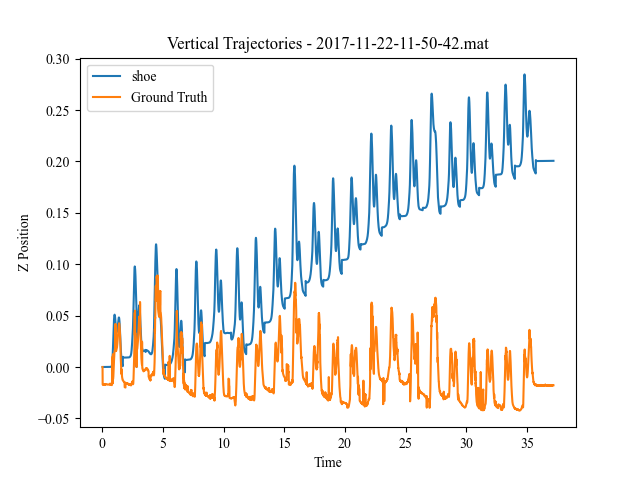 Vertical Trajectories - 2017-11-22-11-50-42.mat
shoe
Ground Truth
0.30
0.25
0.20
0.15
0.10
0.05
0.00
−0.05
Z Position
0 5 10 15 20 25 30 35
Time